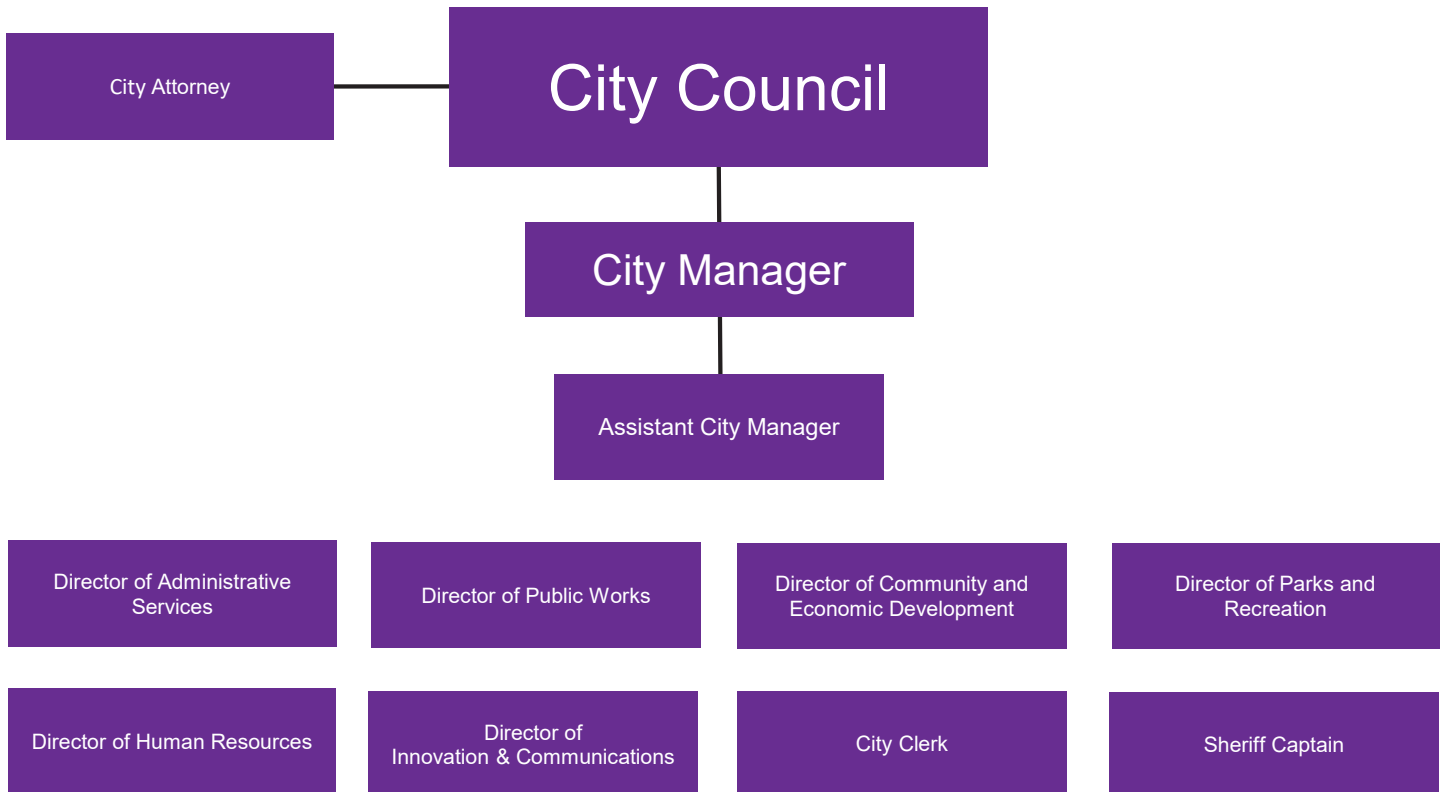 City Attorney
City Council
City Manager
Assistant City Manager
Director of Administrative
Services
Director of Public Works
Director of Community and
Economic Development
Director of Parks and
Recreation
Director of Human Resources
Director of
Innovation & Communications
City Clerk
Sheriff Captain